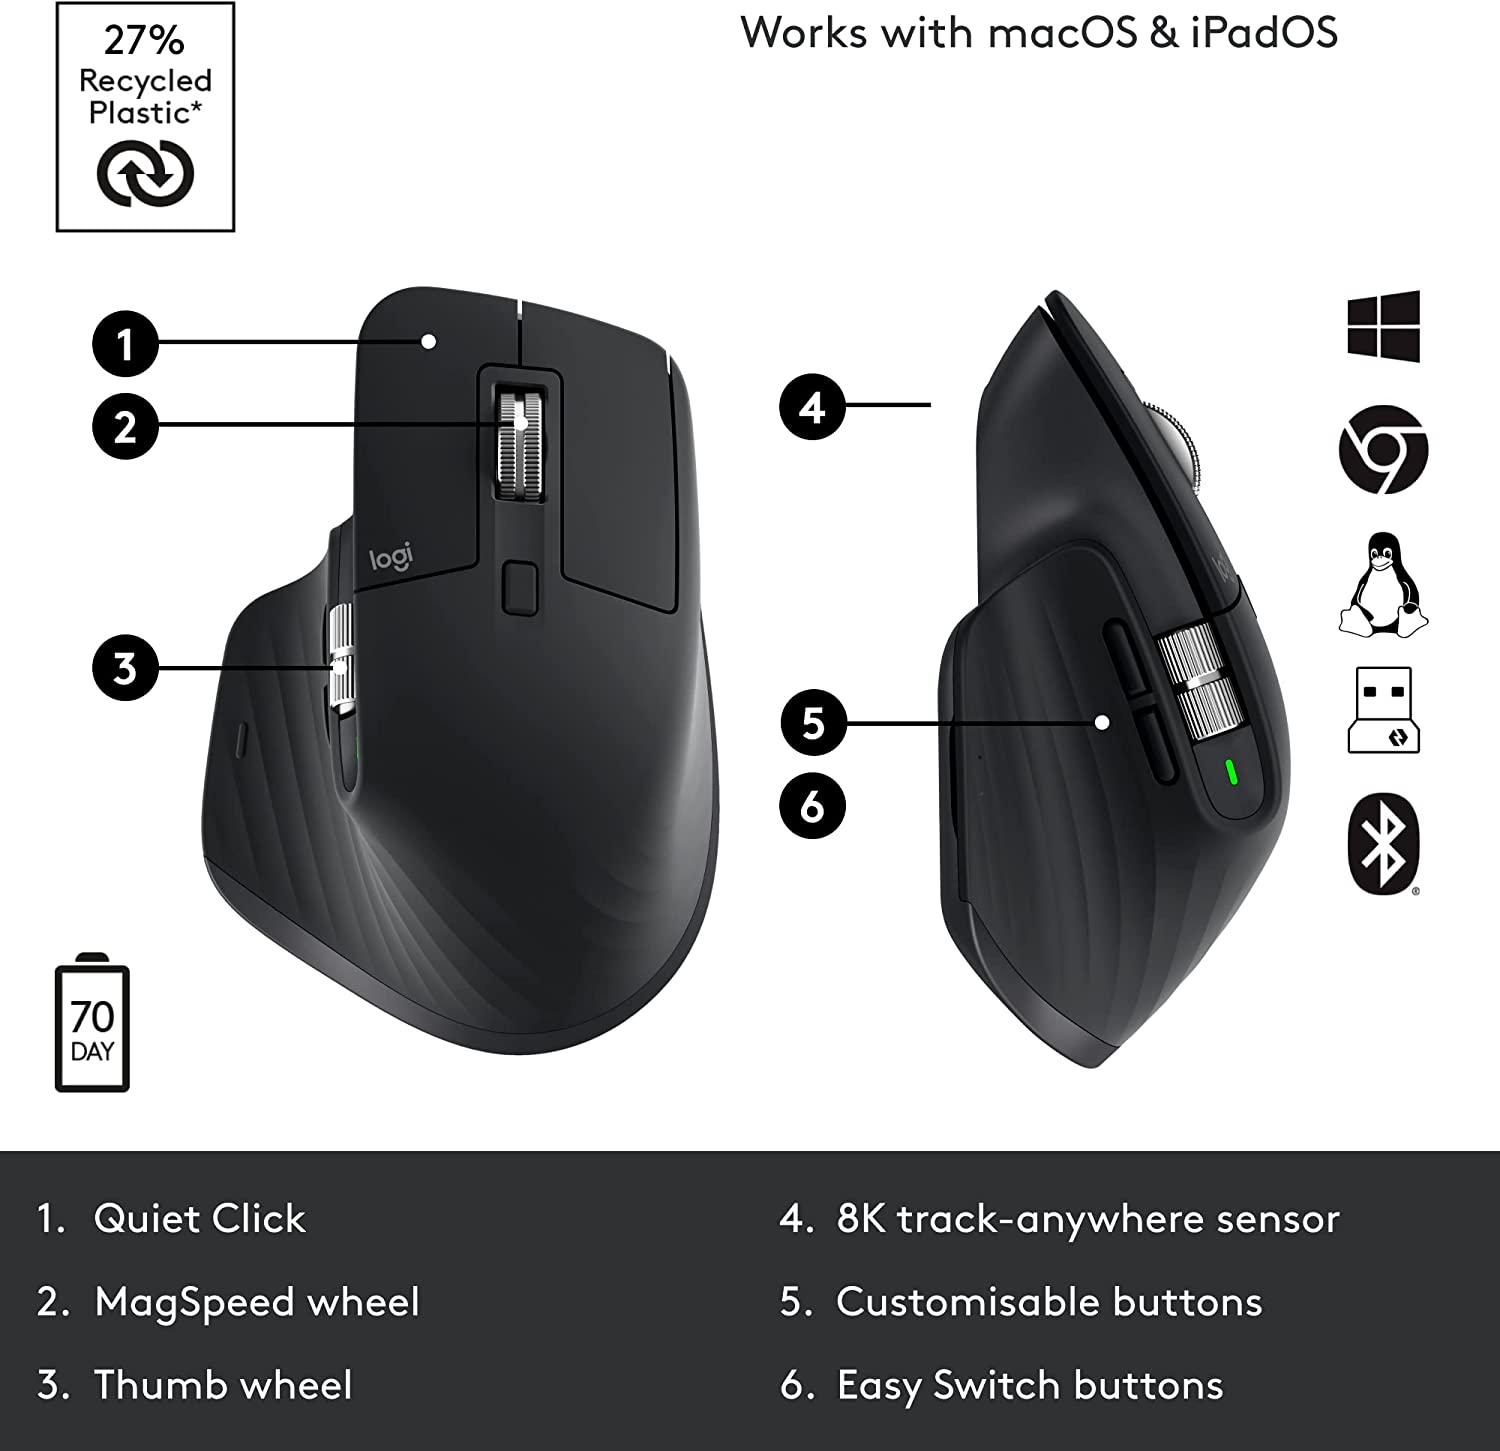 27%
Recycled
Plastic*
Works with macOS & iPadOS
1
2
3
logi
4
5
6
logi
®
70
DAY
1. Quiet Click
2. MagSpeed wheel
3. Thumb wheel
4. 8K track-anywhere sensor
5. Customisable buttons
6. Easy Switch buttons